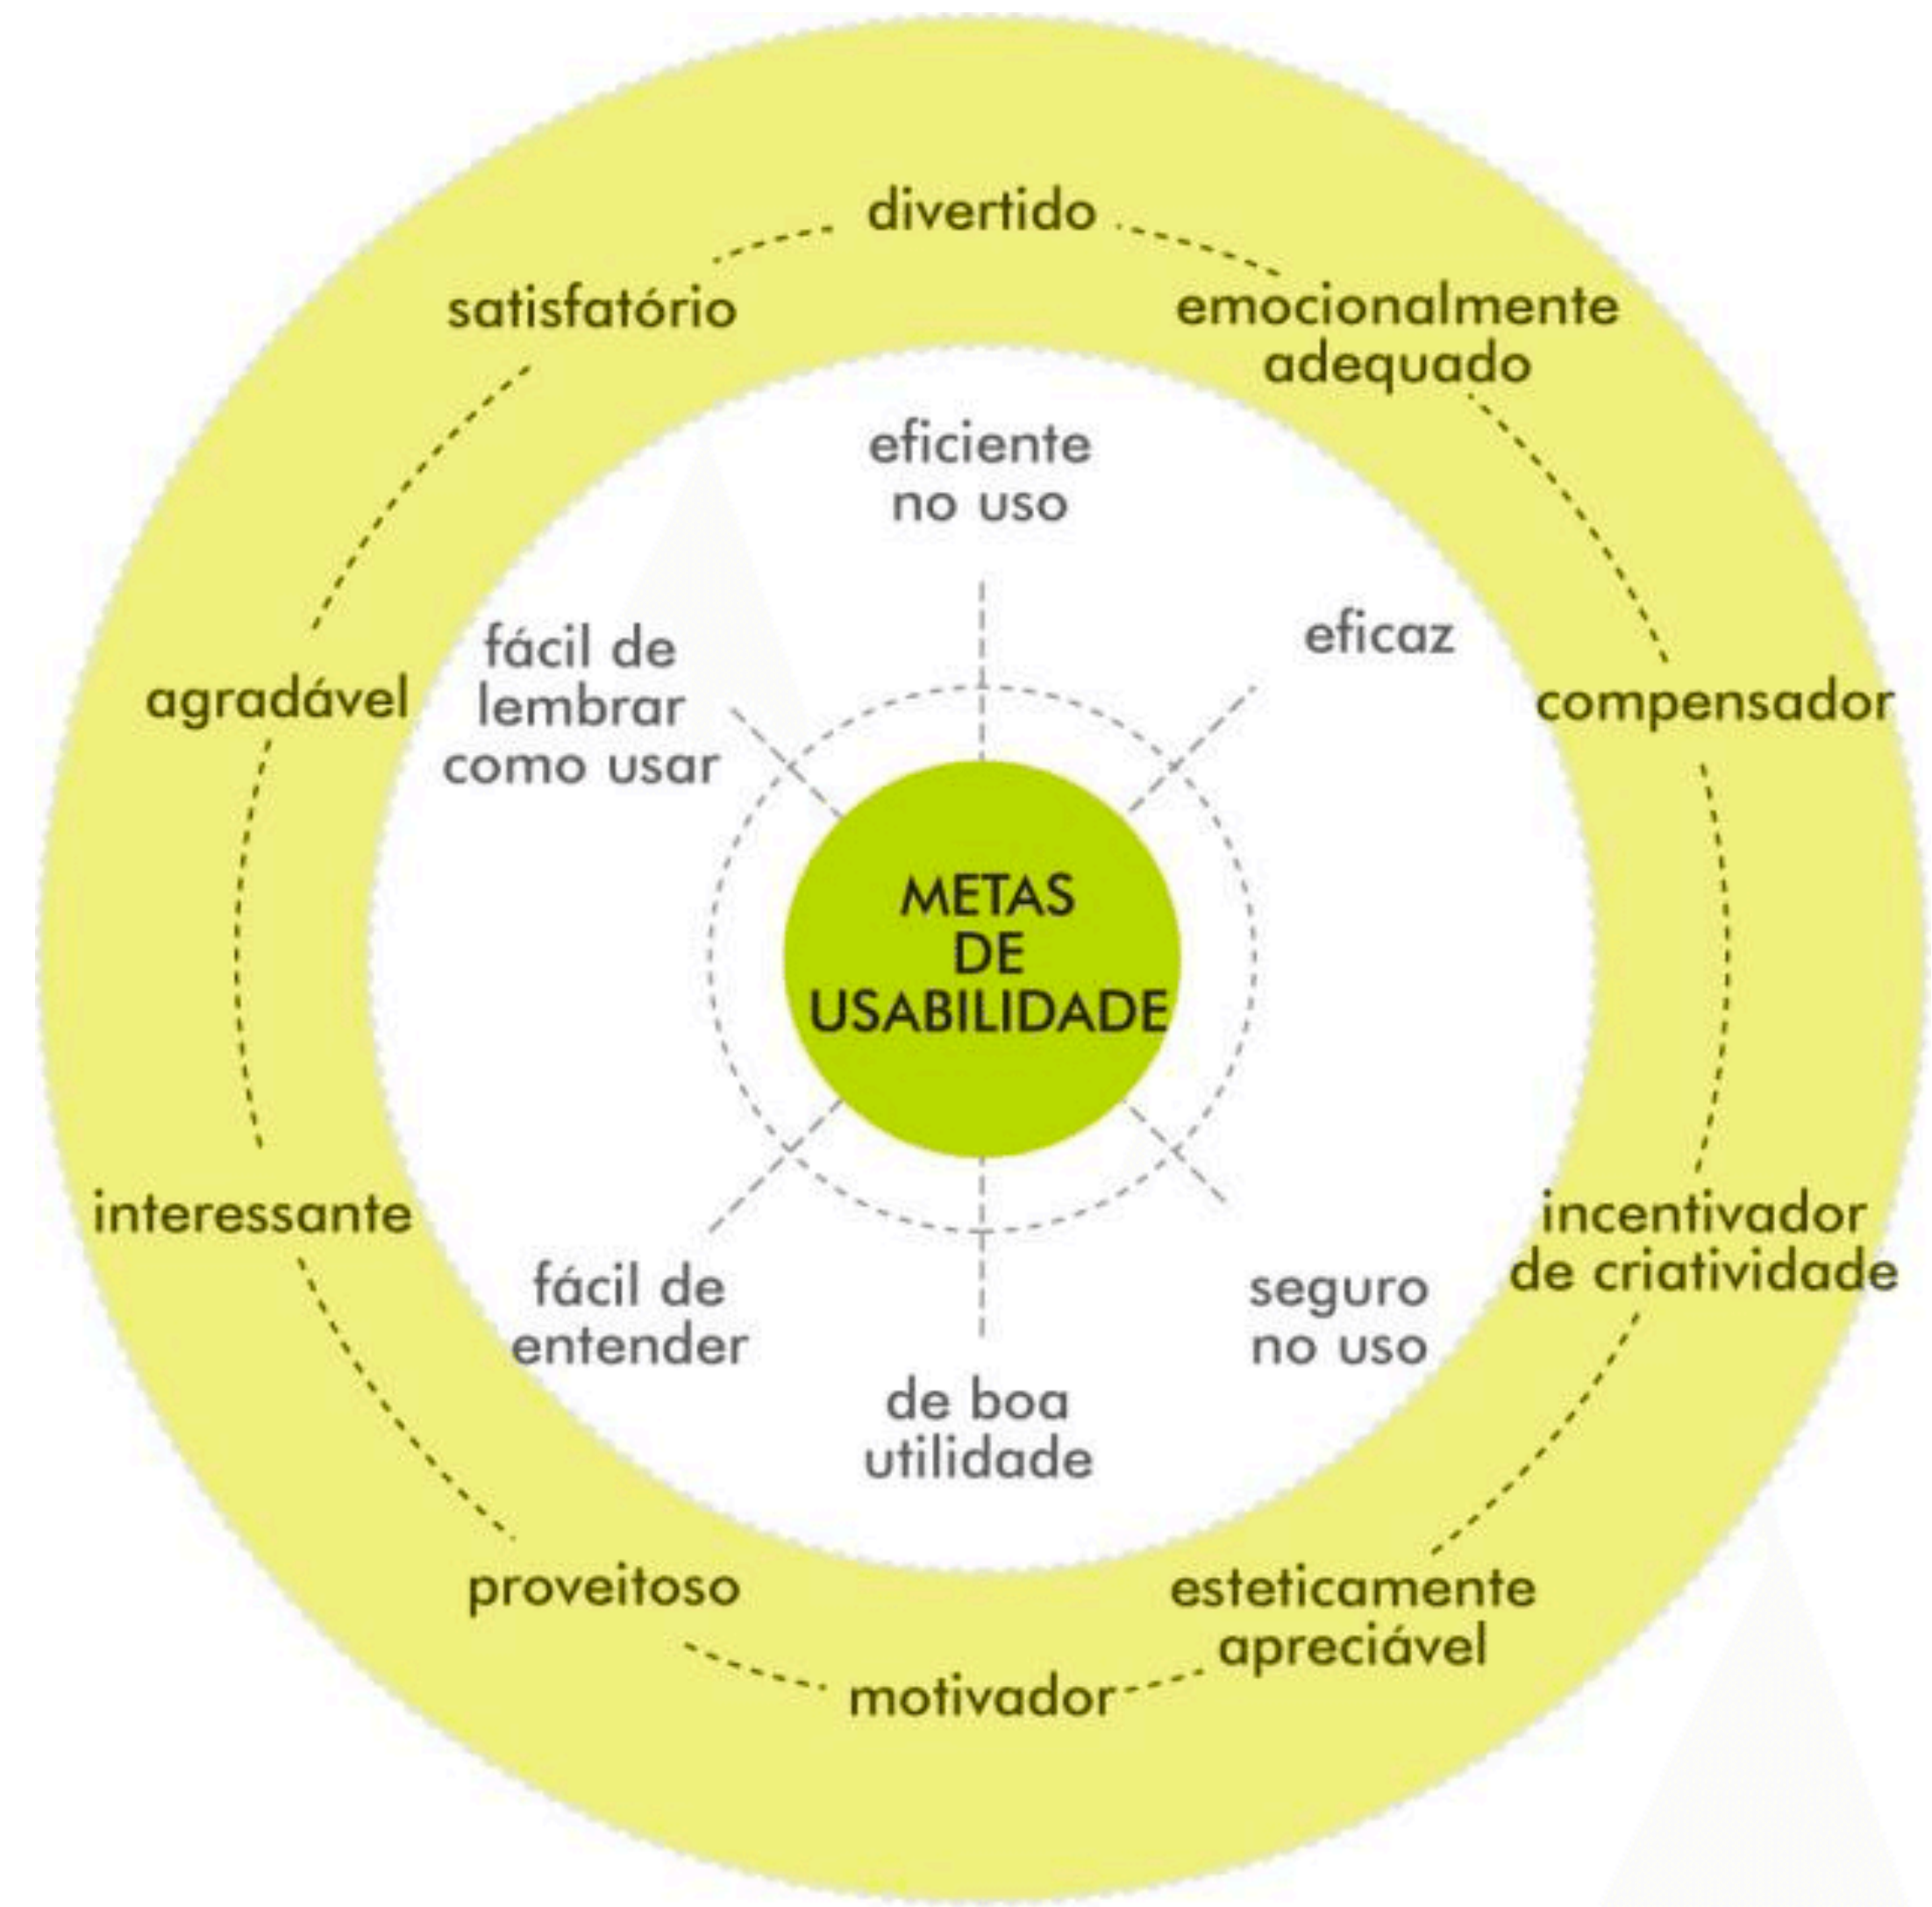 divertido
satisfatório
emocionalmente
adequado
eficiente
no uso
eficaz
fácil de
lembrar
como usar
agradável
compensador
METAS
DE
USABILIDADE
interessante
incentivador
de criatividade
fácil de
entender
seguro
no uso
de boa
utilidade
proveitoso
esteticamente
apreciável
motivador